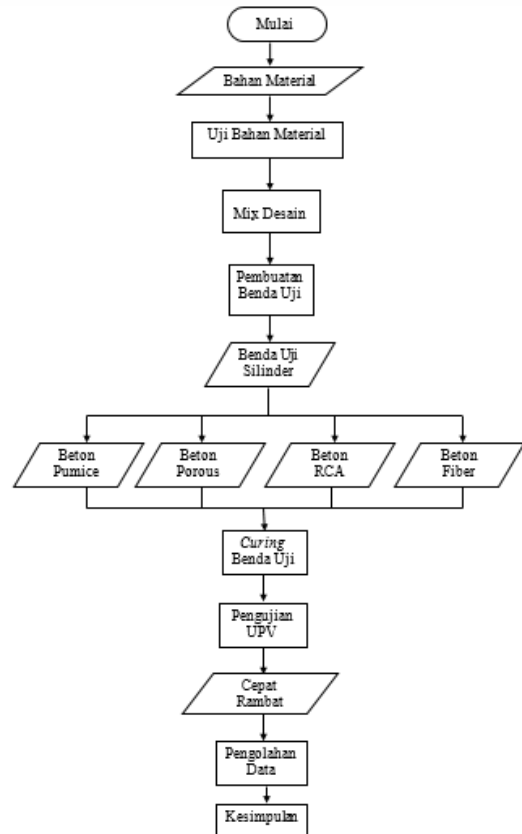 Mulai
Bahan Material
Uji Bahan Material
Mix Desain
Pembuatan
Benda Uji
Benda Uji
Silinder
Beton
Pumice
Beton
Porous
Beton
RCA
Beton
Fiber
Curing
Benda Uji
Pengujian
UPV
Cepat
Rambat
Pengolahan
Data
Kesimpulan